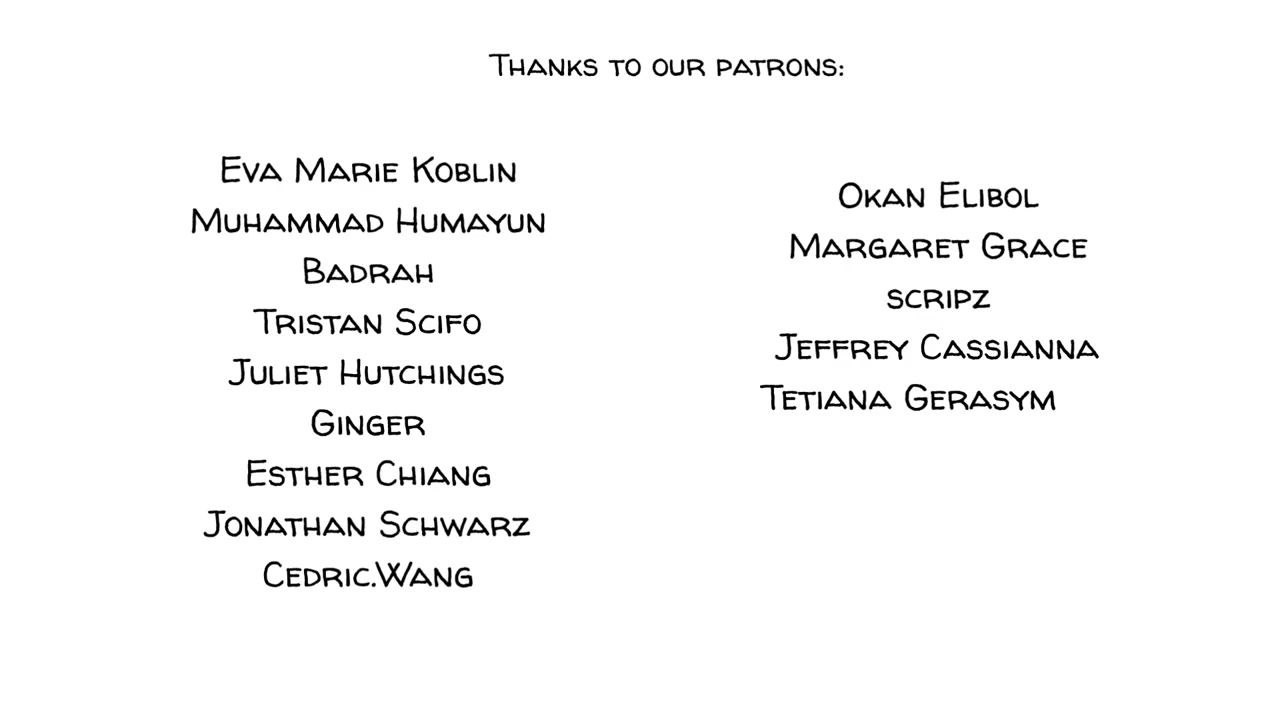 Thanks to our patrons:
Eva Marie Koblin
Muhammad Humayun
Badrah
Tristan Scifo
Juliet Hutchings
Ginger
Esther Chiang
Jonathan Schwarz
Cedric.Wang
Okan Elibol
Margaret Grace
scripz
Jeffrey Cassianna
Tetiana Gerasym